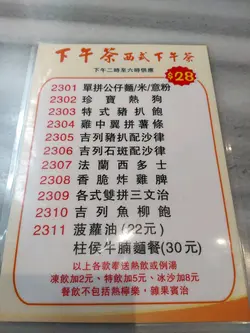 下午茶西式下午茶
下午二時至六時供應
$28
2301 單拼公仔麵/米/意粉
2302 珍寶熱狗
2303 特式豬扒飽
2304 雞中翼拼薯條
2305 吉列豬扒配沙律
2306 吉列石斑配沙律
2307 法蘭西多士
2308 香脆炸雞脾
2309 各式雙拼三文治
2310 吉列魚柳飽
2311 菠蘿油(22元)
柱侯牛腩麵餐(30元)
以上各款奉送熱飲或例湯
凍飲加2元、特飲加5元、冰沙加8元
餐飲不包括熱檸樂，雜果賓治